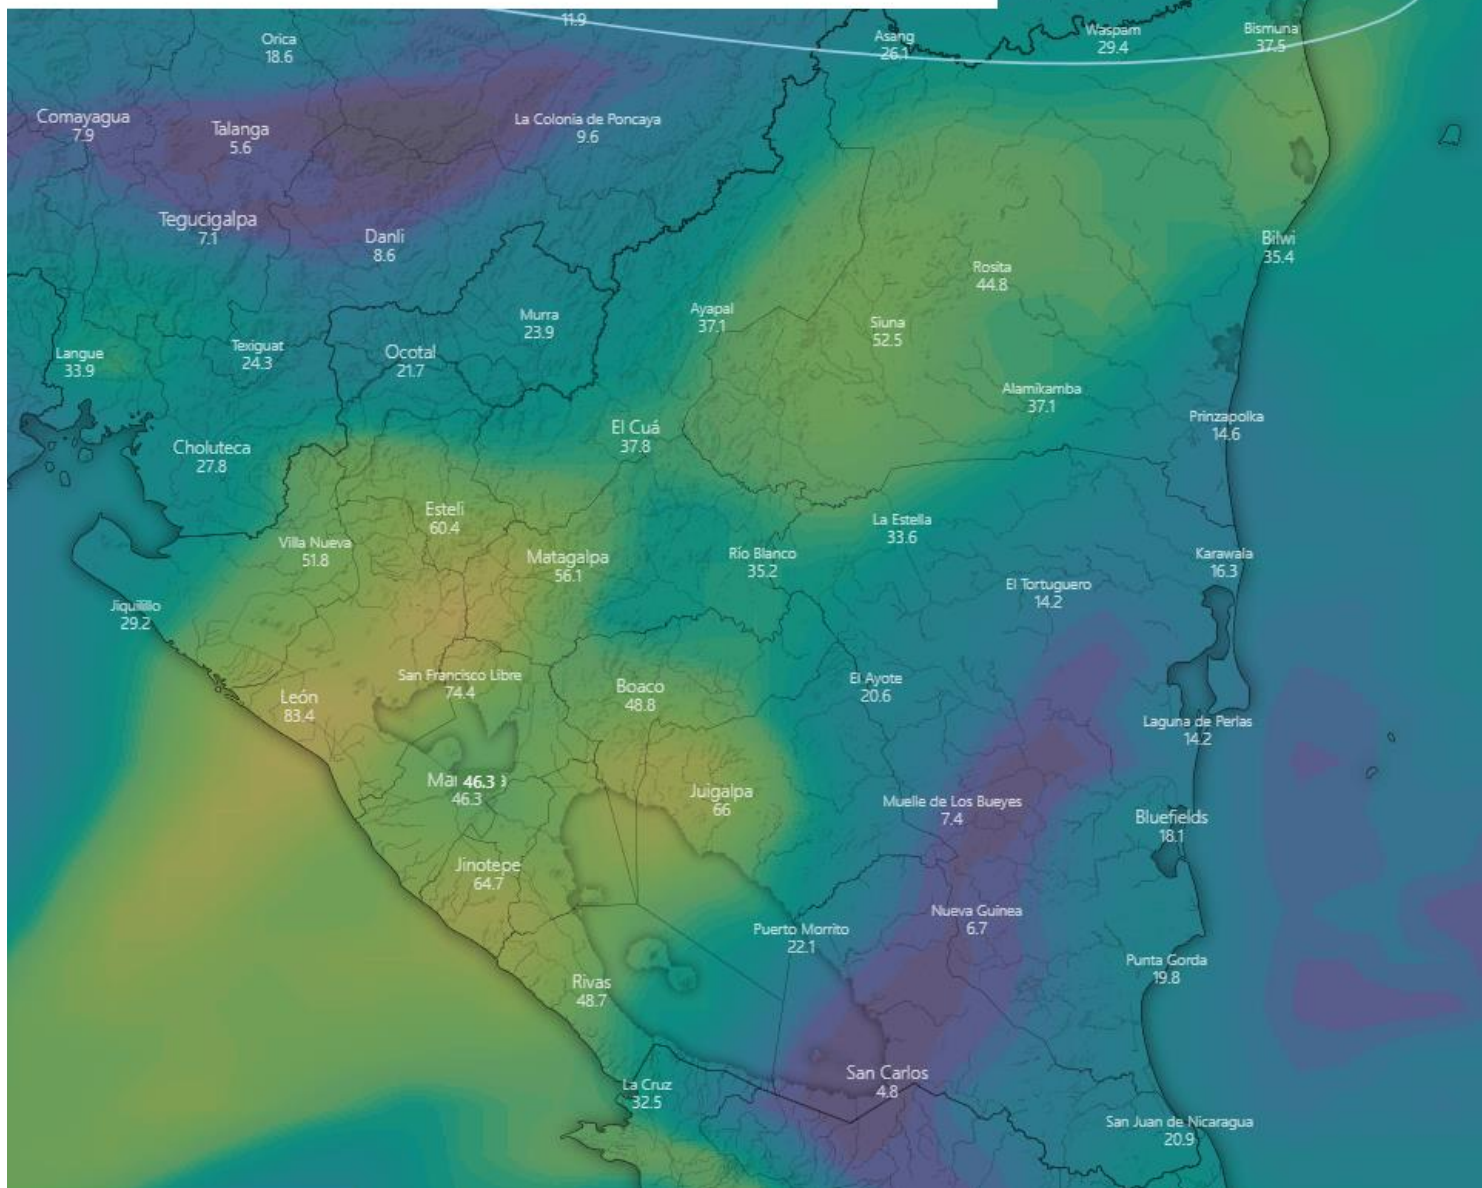 11.9
Orica
18.6
Asang
26.1
Waspam
29.4
Bismuna
37.5
Comayagua
7.9
Talanga
5.6
La Colonia de Poncaya
9.6
Tegucigalpa
7.1
Danli
8.6
Bilwi
35.4
Rosita
44.8
Ayapal
37.1
Murra
23.9
Siuna
52.5
Langue
33.9
Texiguat
24.3
Ocotal
21.7
Alamikamba
37.1
Prinzapolka
14.6
El Cuá
37.8
Choluteca
27.8
Esteli
60.4
La Estella
33.6
Villa Nueva
51.8
Matagalpa
56.1
Río Blanco
35.2
Karawala
16.3
El Tortuguero
14.2
Jiquilillo
29.2
San Francisco Libre
74.4
El Ayote
20.6
Boaco
48.8
León
83.4
Laguna de Perlas
14.2
46.3
46.3
Juigalpa
66
Muelle de Los Bueyes
7.4
Bluefields
18.1
Jinotepe
64.7
Nueva Guinea
6.7
Puerto Morrito
22.1
Punta Gorda
19.8
Rivas
48.7
San Carlos
4.8
La Cruz
32.5
San Juan de Nicaragua
20.9